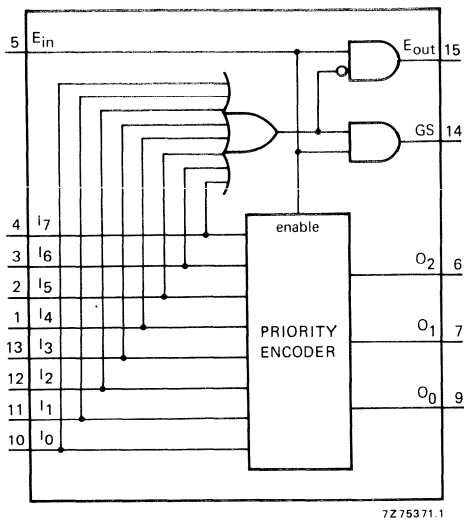 5 E_in
E_out 15
GS 14
4 I_7
enable
3 I_6
O_2 6
2 I_5
1 I_4
PRIORITY
ENCODER
O_1 7
13 I_3
12 I_2
O_0 9
11 I_1
10 I_0
7Z75371.1